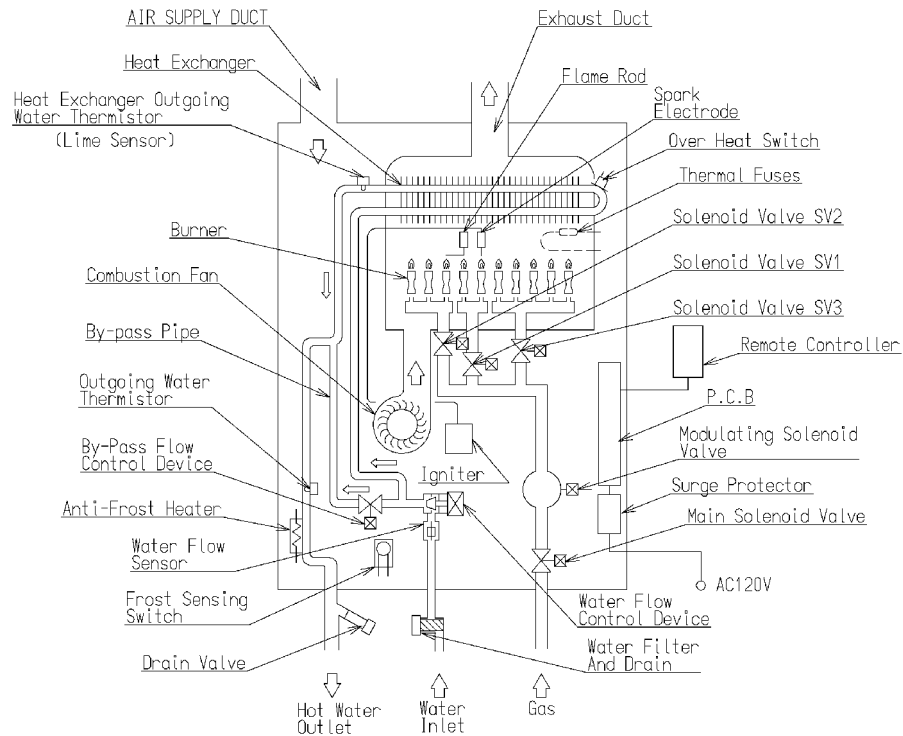 AIR SUPPLY DUCT
Exhaust Duct
Heat Exchanger
Flame Rod
Heat Exchanger Outgoing
Water Thermistor
(Lime Sensor)
Spark
Electrode
Over Heat Switch
Thermal Fuses
Solenoid Valve SV2
Burner
Solenoid Valve SV1
Combustion Fan
Solenoid Valve SV3
By-pass Pipe
Remote Controller
Outgoing Water
Thermistor
P.C.B
By-Pass Flow
Control Device
Igniter
Modulating Solenoid
Valve
Surge Protector
Anti-Frost Heater
Main Solenoid Valve
Water Flow
Sensor
AC120V
Frost Sensing
Switch
Water Flow
Control Device
Drain Valve
Water Filter
And Drain
Hot Water
Outlet
Water
Inlet
Gas